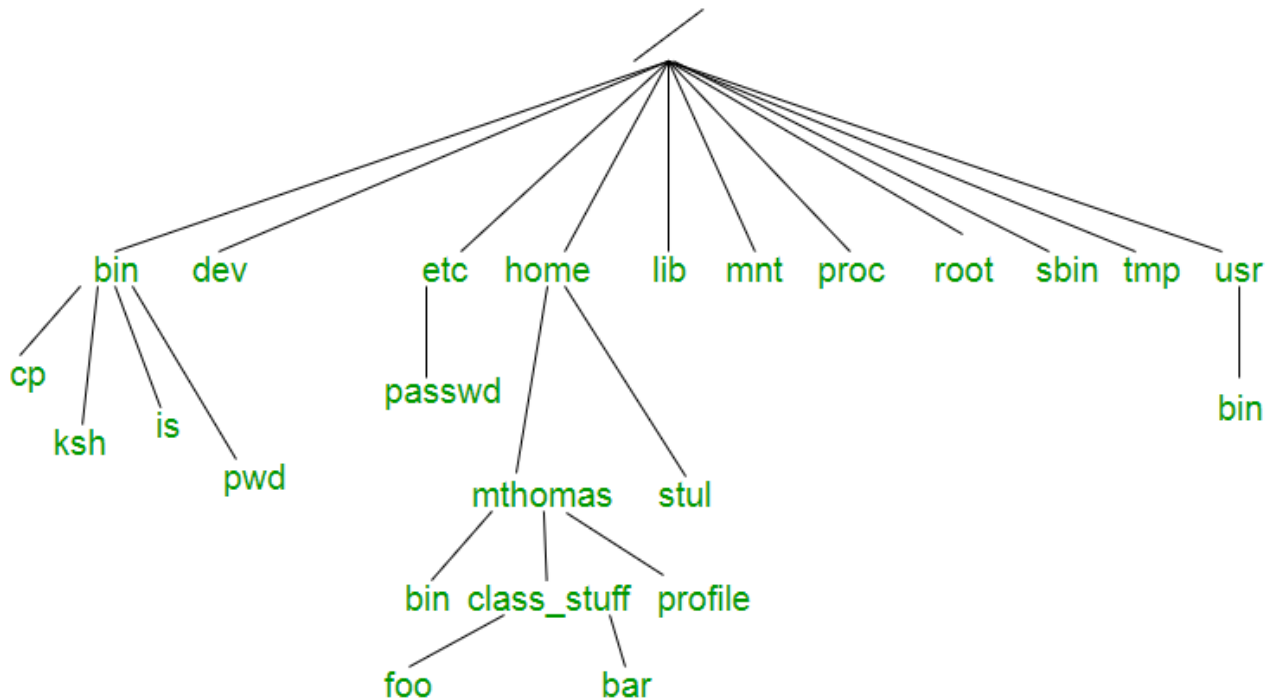 /
bin dev etc home lib mnt proc root sbin tmp usr
cp
passwd
bin
is
ksh
pwd
mthomas stul
bin class_stuff profile
foo bar